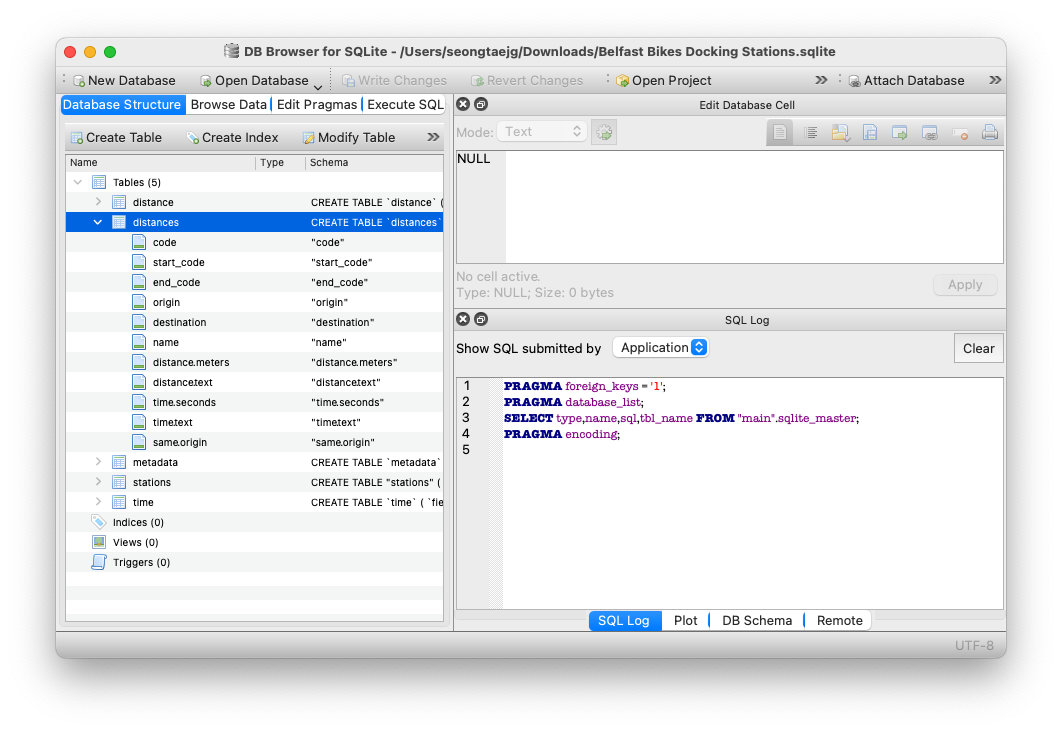 DB Browser for SQLite - /Users/seongtaejg/Downloads/Belfast Bikes Docking Stations.sqlite
New Database Open Database Write Changes Revert Changes Open Project Attach Database
Database Structure Browse Data Edit Pragmas Execute SQL
Create Table Create Index Modify Table
Name Type Schema
Tables (5)
distance CREATE TABLE `distance` (
distances CREATE TABLE `distances`
code "code"
start_code "start_code"
end_code "end_code"
origin "origin"
destination "destination"
name "name"
distance.meters "distance.meters"
distance.text "distance.text"
time.seconds "time.seconds"
time.text "time.text"
same.origin "same.origin"
metadata CREATE TABLE `metadata`
stations CREATE TABLE "stations" (
time CREATE TABLE `time` ( `fie
Indices (0)
Views (0)
Triggers (0)
Edit Database Cell
Mode: Text
NULL
No cell active.
Type: NULL; Size: 0 bytes
Apply
SQL Log
Show SQL submitted by Application Clear
1 PRAGMA foreign_keys = '1';
2 PRAGMA database_list;
3 SELECT type,name,sql,tbl_name FROM "main".sqlite_master;
4 PRAGMA encoding;
5
SQL Log Plot DB Schema Remote
UTF-8